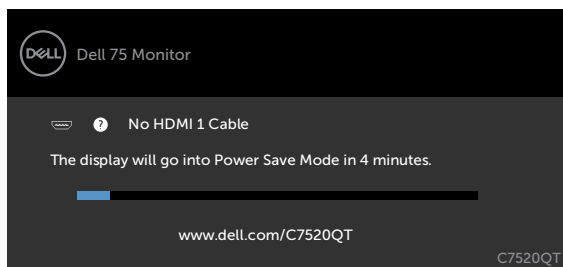 DELL Dell 75 Monitor
? No HDMI 1 Cable
The display will go into Power Save Mode in 4 minutes.
www.dell.com/C7520QT
C7520QT